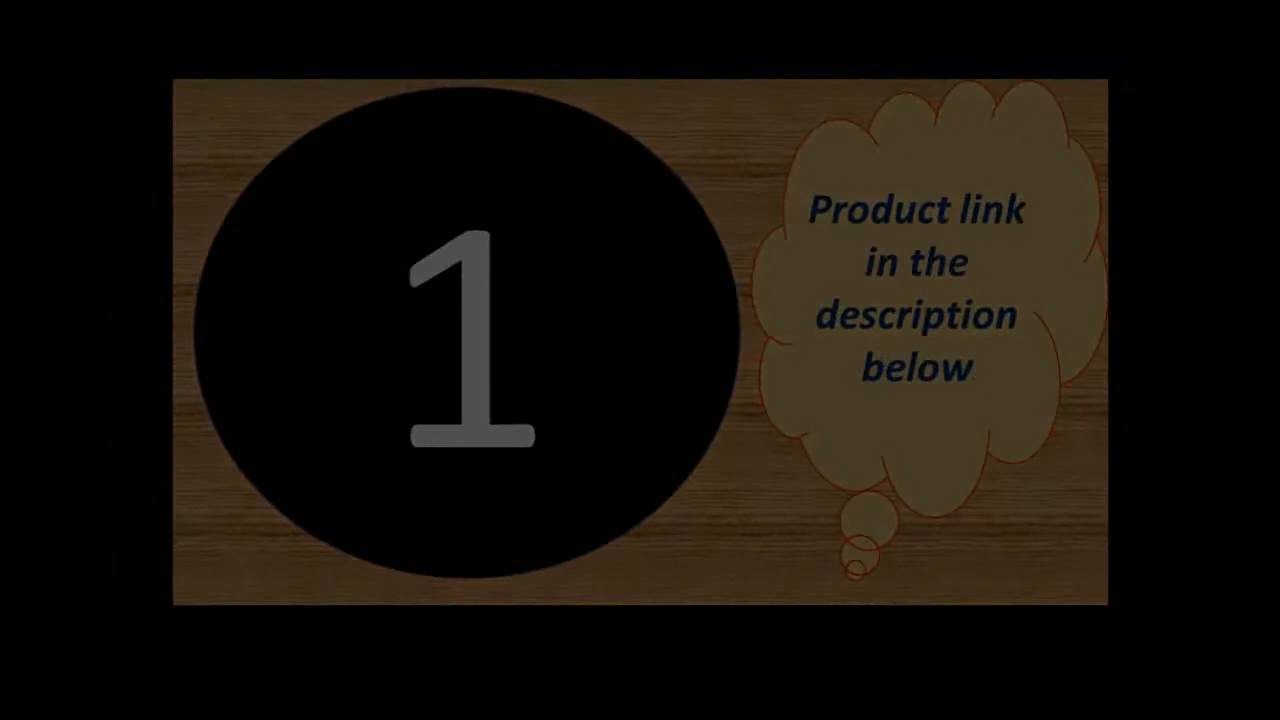 1
Product link
in the
description
below